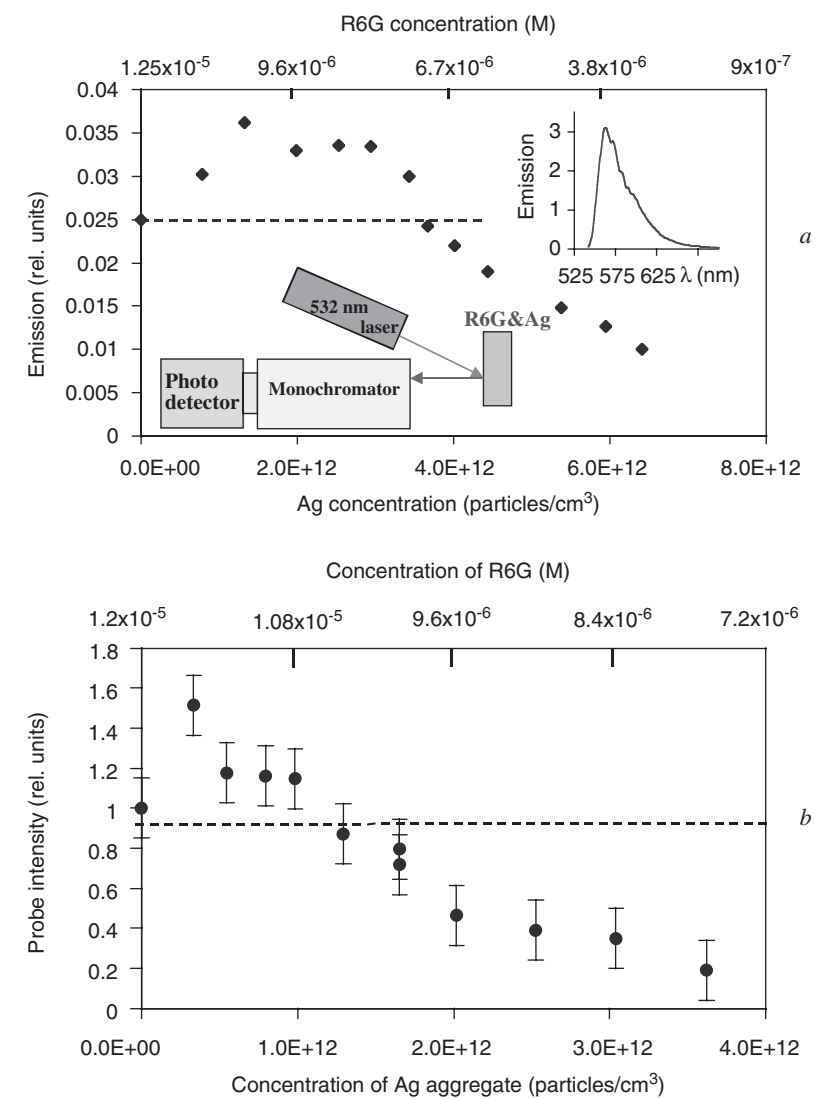 R6G concentration (M)
1.25x10-5 9.6x10-6 6.7x10-6 3.8x10-6 9x10-7
0.04
0.035
0.03
0.025
0.02
0.015
0.01
0.005
0
Emission (rel. units)
3
2
1
0
Emission
525 575 625 λ (nm)
a
532 nm
laser
R6G&Ag
Photo
detector
Monochromator
0.0E+00 2.0E+12 4.0E+12 6.0E+12 8.0E+12
Ag concentration (particles/cm3)
Concentration of R6G (M)
1.2x10-5 1.08x10-5 9.6x10-6 8.4x10-6 7.2x10-6
1.8
1.6
1.4
1.2
1
0.8
0.6
0.4
0.2
0
Probe intensity (rel. units)
b
0.0E+00 1.0E+12 2.0E+12 3.0E+12 4.0E+12
Concentration of Ag aggregate (particles/cm3)